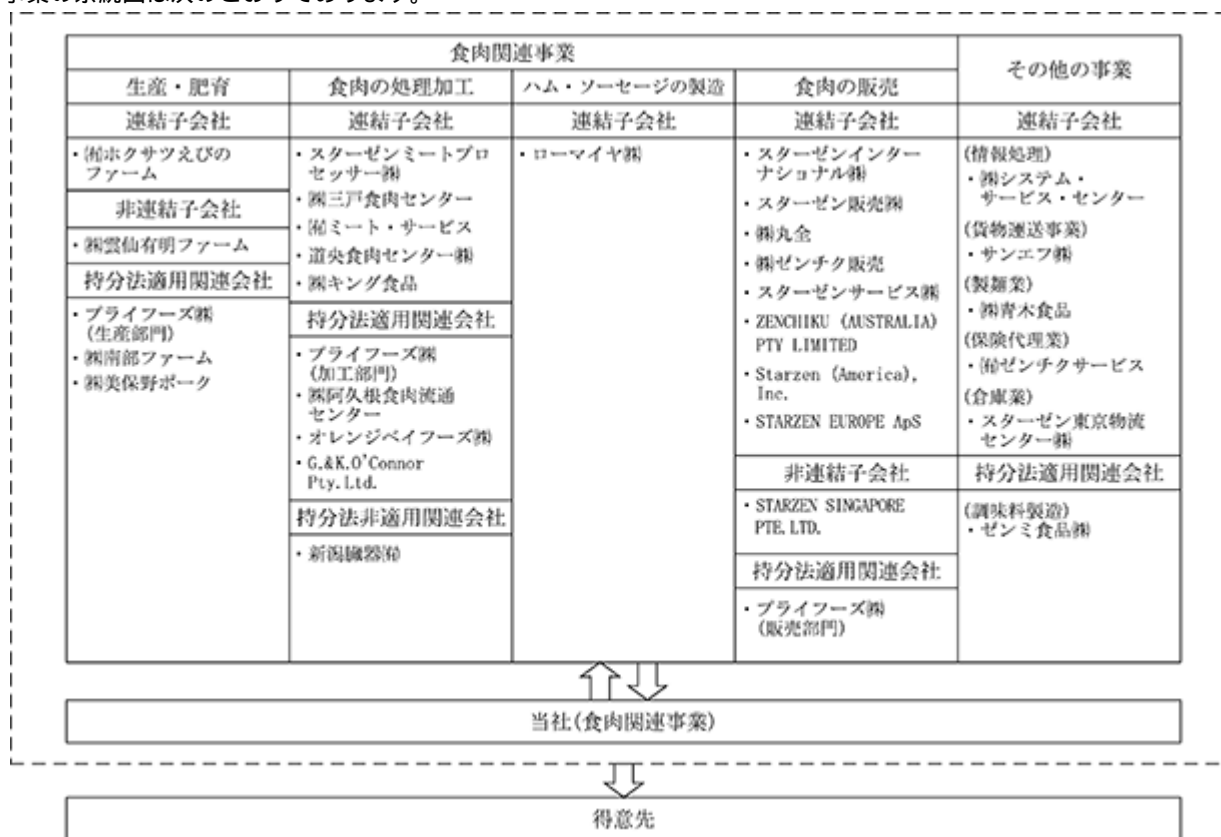 事業の系統図は次のとおりであります。
食肉関連事業
その他の事業
生産・肥育
食肉の処理加工
ハム・ソーセージの製造
食肉の販売
連結子会社
・㈲ホクサツえびの
ファーム
非連結子会社
・㈱雲仙有明ファーム
持分法適用関連会社
・プライフーズ㈱
(生産部門)
・㈱南部ファーム
・㈱美保野ポーク
連結子会社
・スターゼンミートプロ
セッサー㈱
・㈱三戸食肉センター
・㈲ミート・サービス
・道央食肉センター㈱
・㈱キング食品
持分法適用関連会社
・プライフーズ㈱
(加工部門)
・㈱阿久根食肉流通
センター
・オレンジベイフーズ㈱
・G.&K.O'Connor
Pty.Ltd.
持分法非適用関連会社
・新潟臓器㈲
連結子会社
・ローマイヤ㈱
連結子会社
・スターゼンインター
ナショナル㈱
・スターゼン販売㈱
・㈱丸全
・㈱ゼンチク販売
・スターゼンサービス㈱
・ZENCHIKU (AUSTRALIA)
PTY LIMITED
・Starzen (America),
Inc.
・STARZEN EUROPE ApS
非連結子会社
・STARZEN SINGAPORE
PTE.LTD.
持分法適用関連会社
・プライフーズ㈱
(販売部門)
連結子会社
(情報処理)
・㈱システム・
サービス・センター
(貨物運送事業)
・サンエフ㈱
(製麺業)
・㈱青木食品
(保険代理業)
・㈲ゼンチクサービス
(倉庫業)
・スターゼン東京物流
センター㈱
持分法適用関連会社
(調味料製造)
・ゼンミ食品㈱
当社(食肉関連事業)
得意先